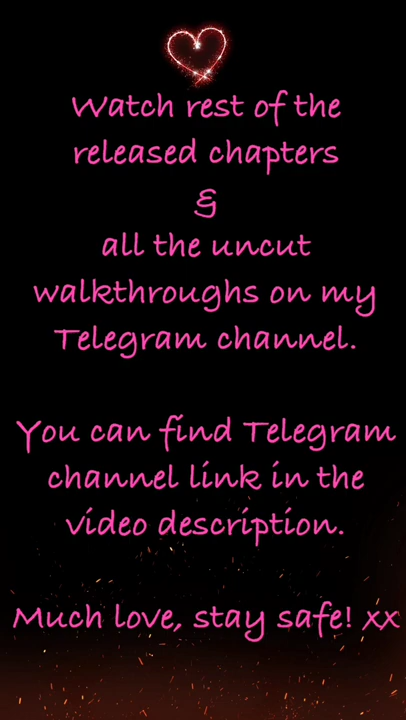 Watch rest of the
released chapters
&
all the uncut
walkthroughs on my
Telegram channel.
You can find Telegram
channel link in the
video description.
Much love, stay safe! xx